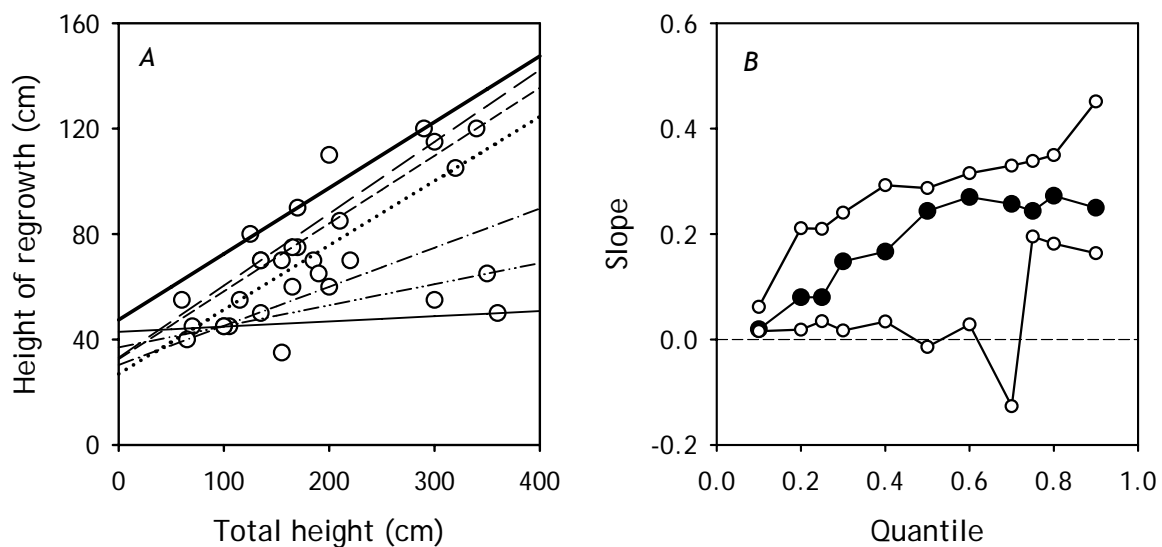 A
Height of regrowth (cm)
160
120
80
40
0
0 100 200 300 400
Total height (cm)
B
Slope
0.6
0.4
0.2
0.0
-0.2
0.0 0.2 0.4 0.6 0.8 1.0
Quantile